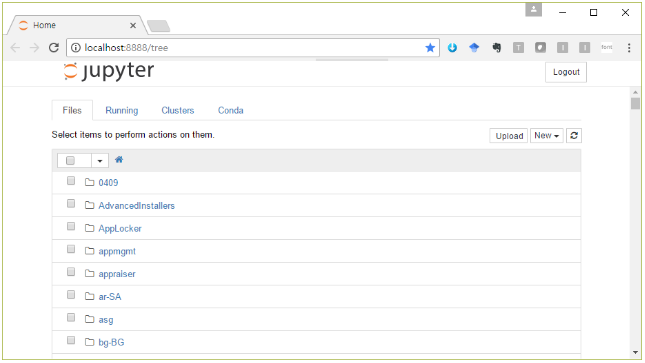 Home
localhost:8888/tree
font
jupyter
Logout
Files Running Clusters Conda
Select items to perform actions on them.
Upload New
0409
AdvancedInstallers
AppLocker
appmgmt
appraiser
ar-SA
asg
bg-BG